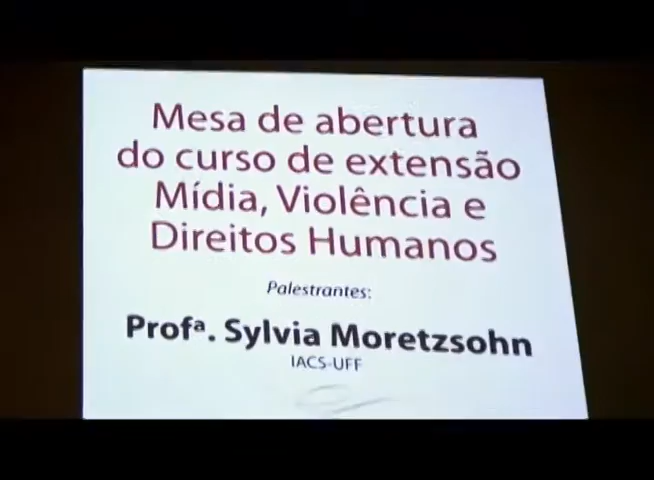 Mesa de abertura
do curso de extensão
Mídia, Violência e
Direitos Humanos
Palestrantes:
Profª. Sylvia Moretzsohn
IACS-UFF